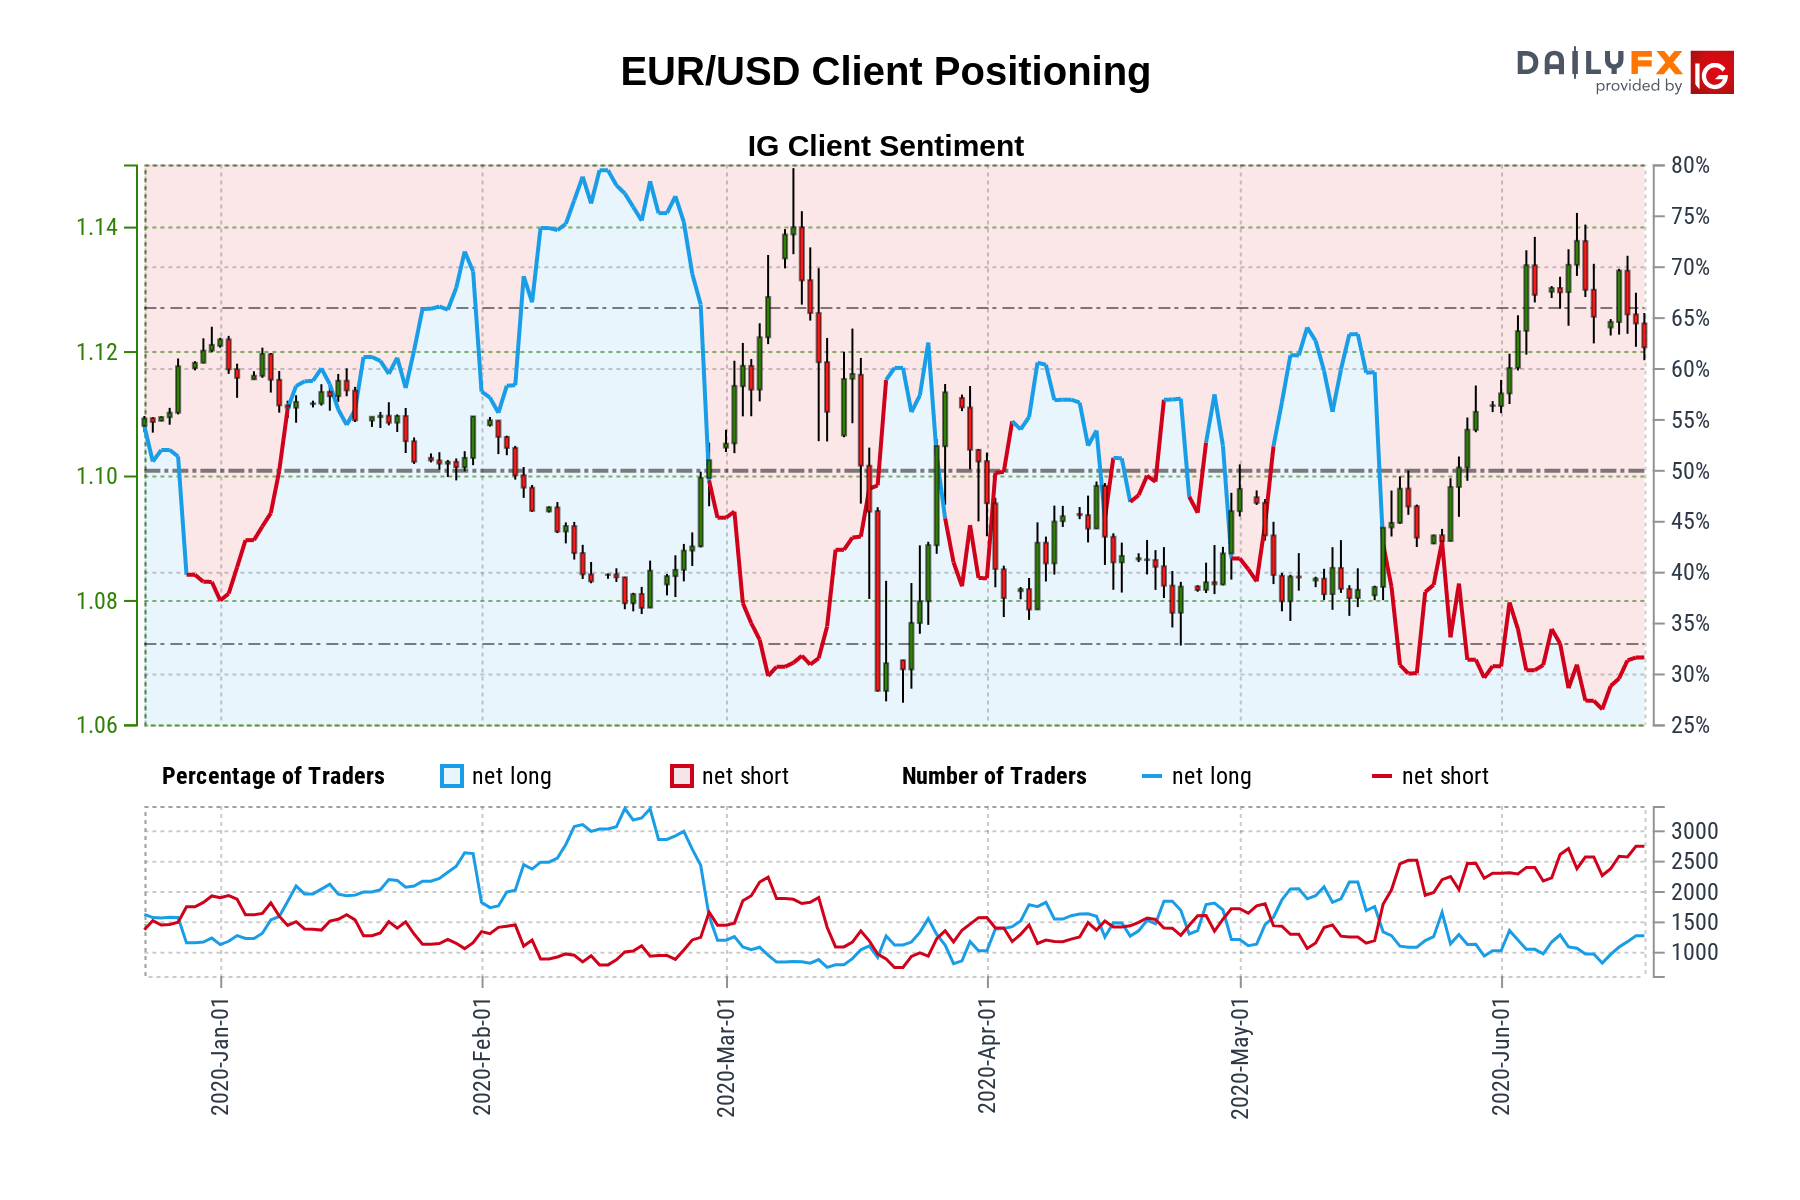 EUR/USD Client Positioning
DAILYFX
provided by IG
IG Client Sentiment
1.14
1.12
1.10
1.08
1.06
80%
75%
70%
65%
60%
55%
50%
45%
40%
35%
30%
25%
Percentage of Traders net long net short Number of Traders net long net short
3000
2500
2000
1500
1000
2020-Jan-01
2020-Feb-01
2020-Mar-01
2020-Apr-01
2020-May-01
2020-Jun-01